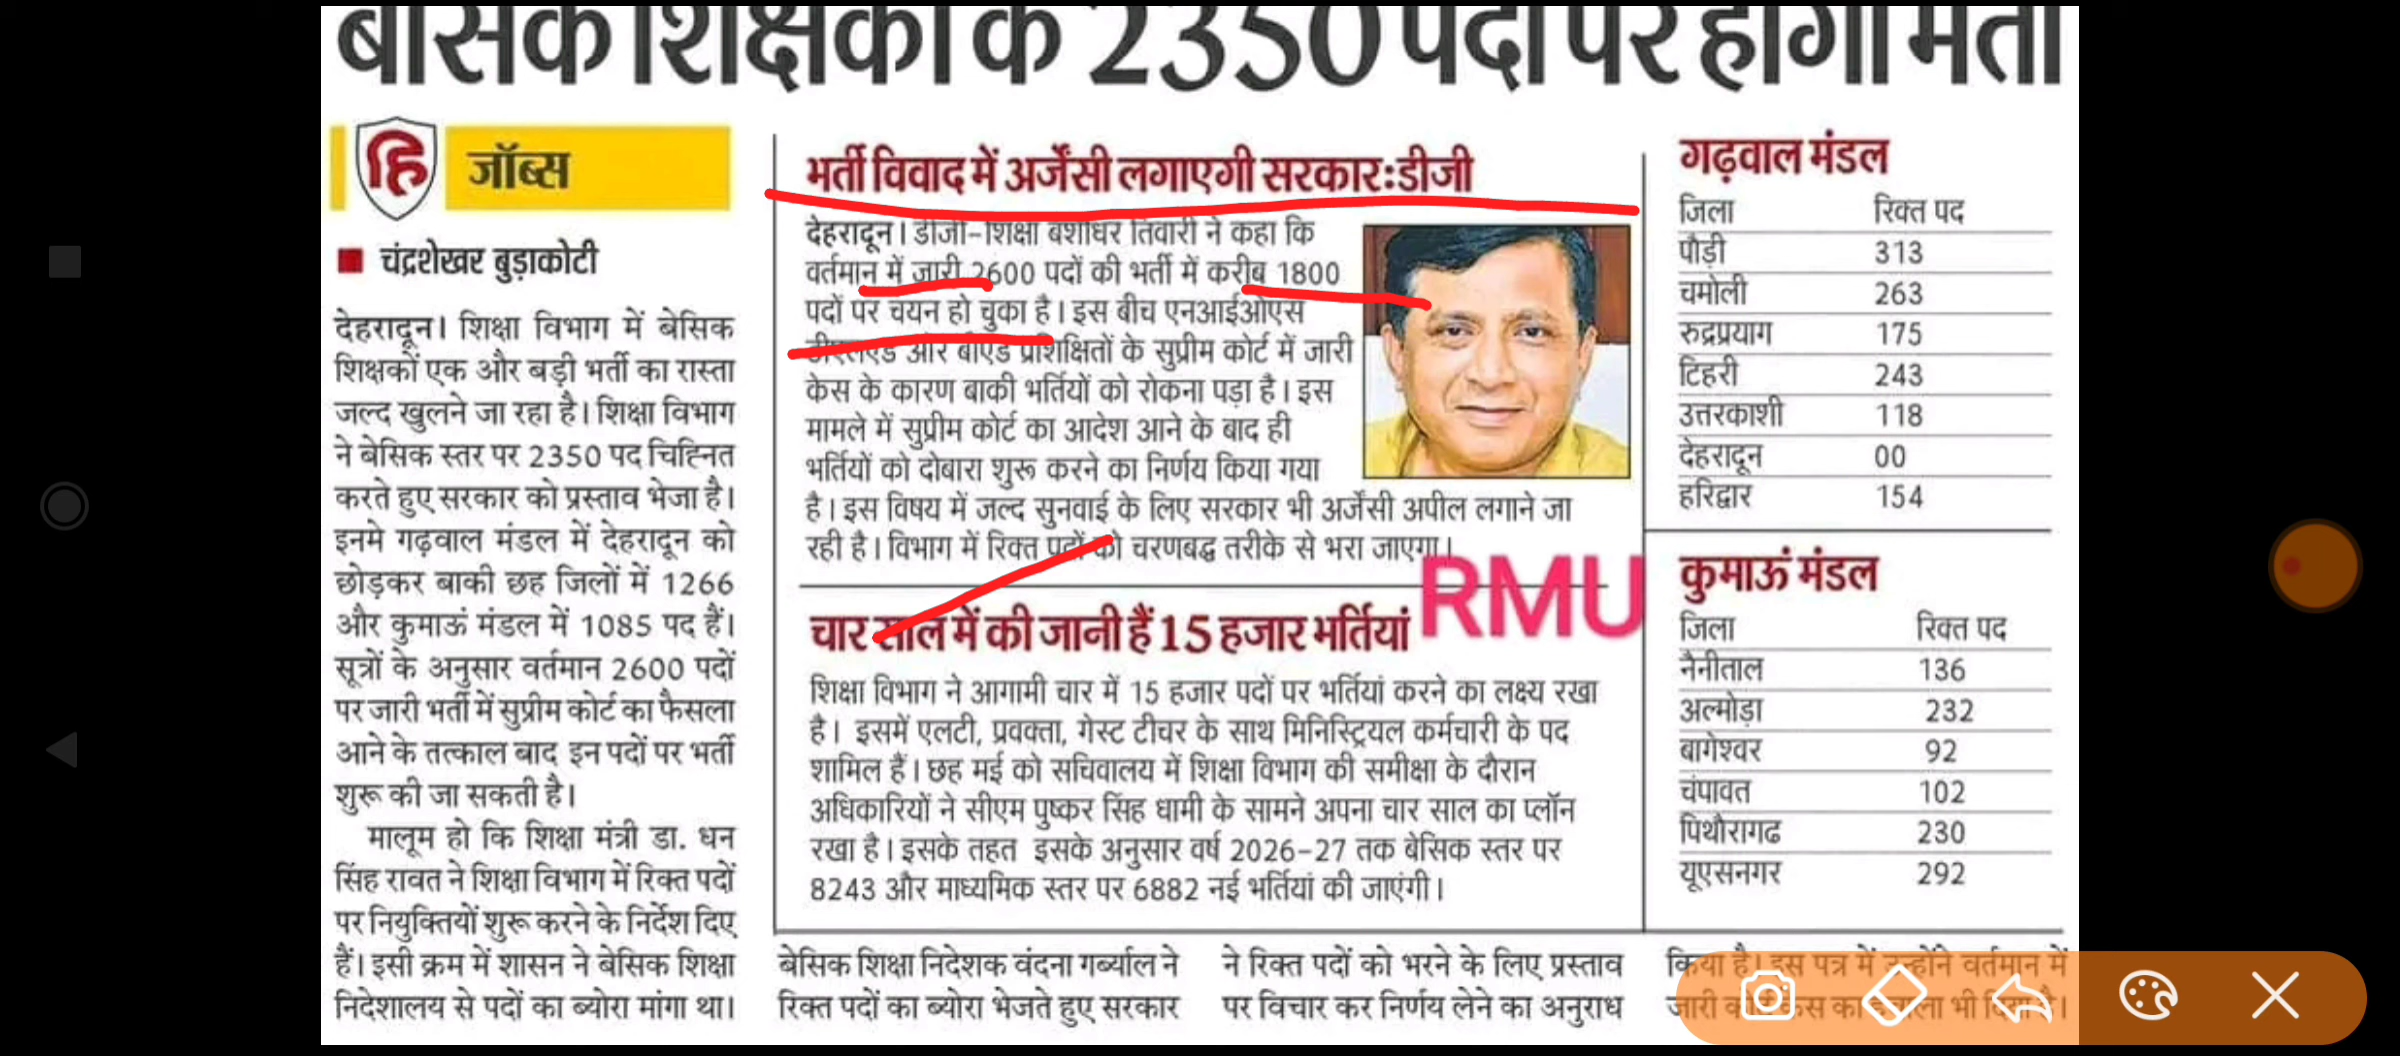 बेसिक शिक्षकों के 2350 पदों पर होगी भर्ती
हि
जॉब्स
चंद्रशेखर बुड़ाकोटी
देहरादून। शिक्षा विभाग में बेसिक
शिक्षकों एक और बड़ी भर्ती का रास्ता
जल्द खुलने जा रहा है। शिक्षा विभाग
ने बेसिक स्तर पर 2350 पद चिह्नित
करते हुए सरकार को प्रस्ताव भेजा है।
इनमे गढ़वाल मंडल में देहरादून को
छोड़कर बाकी छह जिलों में 1266
और कुमाऊं मंडल में 1085 पद हैं।
सूत्रों के अनुसार वर्तमान 2600 पदों
पर जारी भर्ती में सुप्रीम कोर्ट का फैसला
आने के तत्काल बाद इन पदों पर भर्ती
शुरू की जा सकती है।
मालूम हो कि शिक्षा मंत्री डा. धन
सिंह रावत ने शिक्षा विभाग में रिक्त पदों
पर नियुक्तियों शुरू करने के निर्देश दिए
हैं। इसी क्रम में शासन ने बेसिक शिक्षा
निदेशालय से पदों का ब्योरा मांगा था।
भर्ती विवाद में अर्जेंसी लगाएगी सरकार:डीजी
देहरादून। डीजी-शिक्षा बंशीधर तिवारी ने कहा कि
वर्तमान में जारी 2600 पदों की भर्ती में करीब 1800
पदों पर चयन हो चुका है। इस बीच एनआईओएस
डीएलएड और बीएड प्रशिक्षितों के सुप्रीम कोर्ट में जारी
केस के कारण बाकी भर्तियों को रोकना पड़ा है। इस
मामले में सुप्रीम कोर्ट का आदेश आने के बाद ही
भर्तियों को दोबारा शुरू करने का निर्णय किया गया
है। इस विषय में जल्द सुनवाई के लिए सरकार भी अर्जेंसी अपील लगाने जा
रही है। विभाग में रिक्त पदों को चरणबद्ध तरीके से भरा जाएगा।
RMU
चार साल में की जानी हैं 15 हजार भर्तियां
शिक्षा विभाग ने आगामी चार में 15 हजार पदों पर भर्तियां करने का लक्ष्य रखा
है। इसमें एलटी, प्रवक्ता, गेस्ट टीचर के साथ मिनिस्ट्रियल कर्मचारी के पद
शामिल हैं। छह मई को सचिवालय में शिक्षा विभाग की समीक्षा के दौरान
अधिकारियों ने सीएम पुष्कर सिंह धामी के सामने अपना चार साल का प्लॉन
रखा है। इसके तहत इसके अनुसार वर्ष 2026-27 तक बेसिक स्तर पर
8243 और माध्यमिक स्तर पर 6882 नई भर्तियां की जाएंगी।
गढ़वाल मंडल
जिला रिक्त पद
पौड़ी 313
चमोली 263
रुद्रप्रयाग 175
टिहरी 243
उत्तरकाशी 118
देहरादून 00
हरिद्वार 154
कुमाऊं मंडल
जिला रिक्त पद
नैनीताल 136
अल्मोड़ा 232
बागेश्वर 92
चंपावत 102
पिथौरागढ 230
यूएसनगर 292
बेसिक शिक्षा निदेशक वंदना गर्ब्याल ने
रिक्त पदों का ब्योरा भेजते हुए सरकार
ने रिक्त पदों को भरने के लिए प्रस्ताव
पर विचार कर निर्णय लेने का अनुराध
किया है। इस पत्र में उन्होंने वर्तमान में
जारी कोर्ट केस का हवाला भी दिया है।